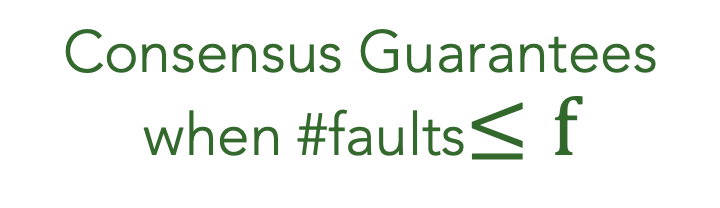 Consensus Guarantees
when #faults≤ f